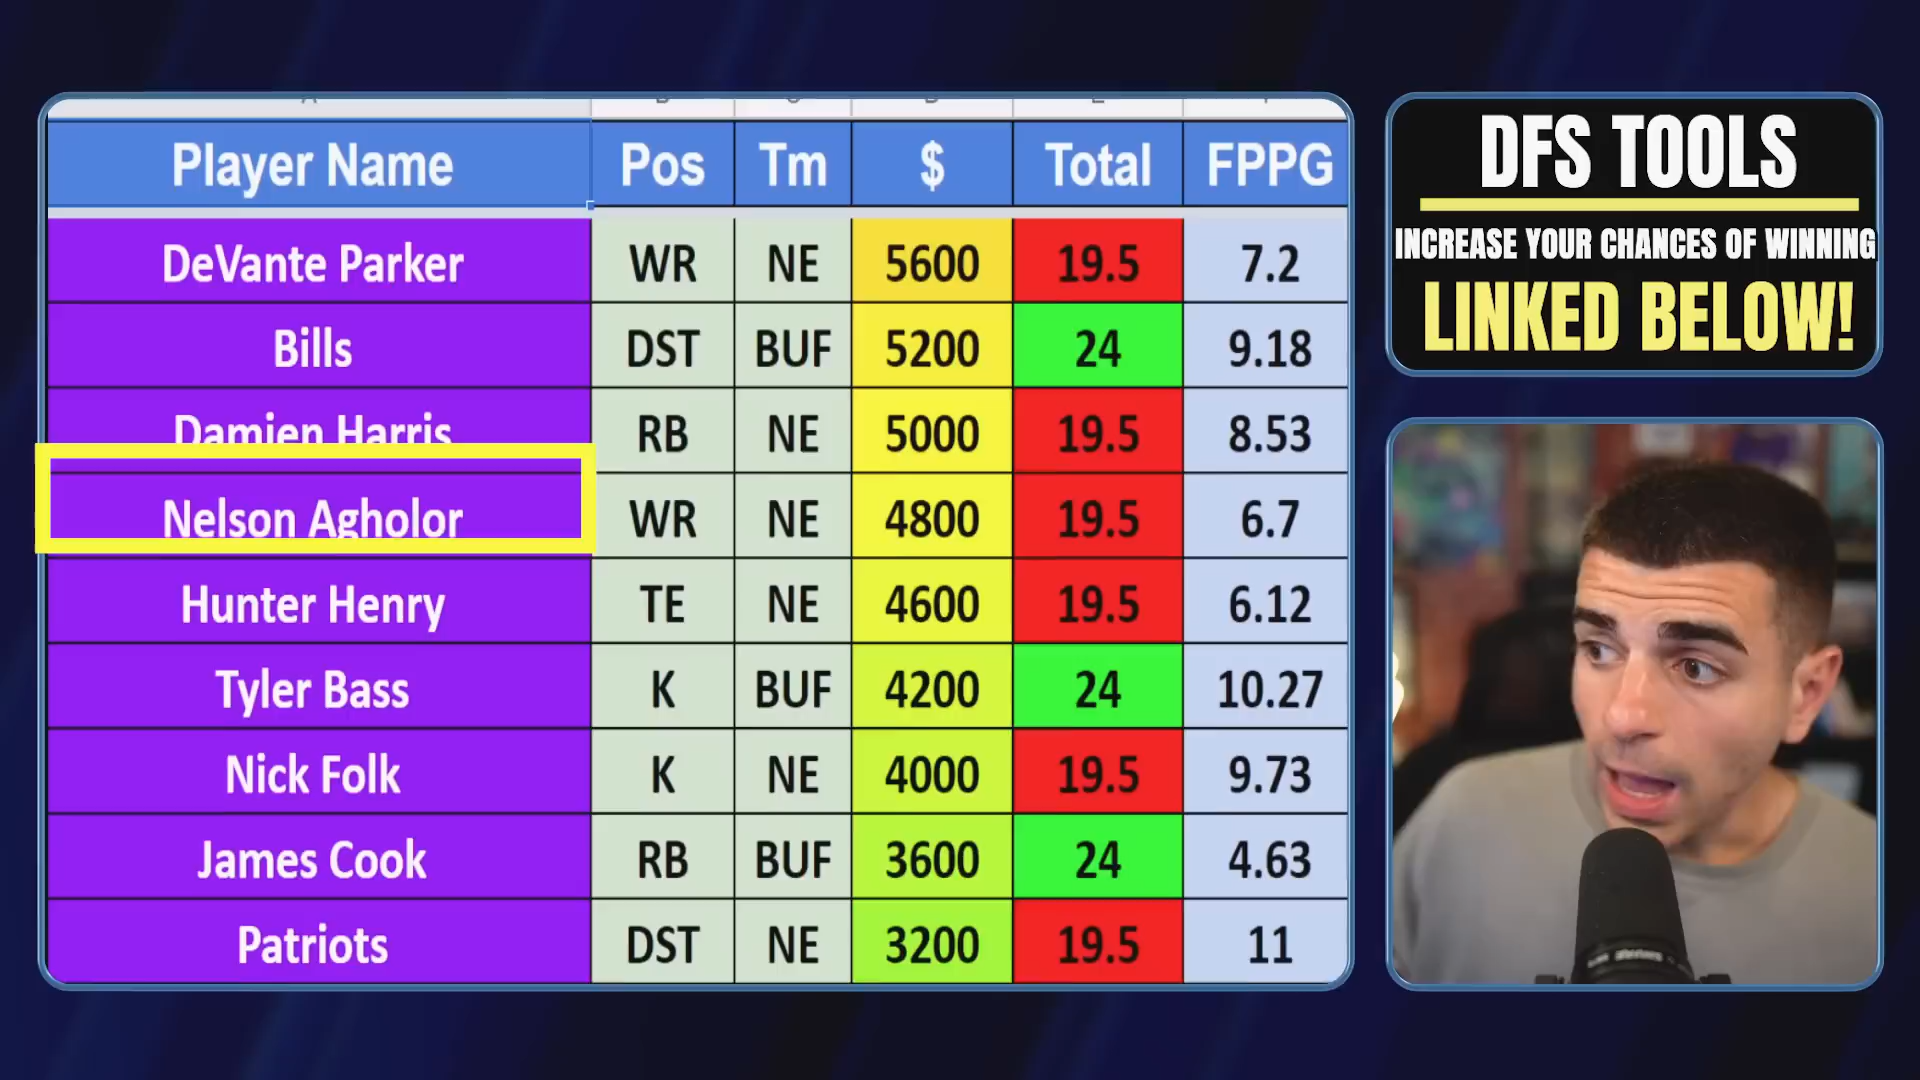 Player Name Pos Tm $ Total FPPG
DeVante Parker WR NE 5600 19.5 7.2
Bills DST BUF 5200 24 9.18
Damien Harris RB NE 5000 19.5 8.53
Nelson Agholor WR NE 4800 19.5 6.7
Hunter Henry TE NE 4600 19.5 6.12
Tyler Bass K BUF 4200 24 10.27
Nick Folk K NE 4000 19.5 9.73
James Cook RB BUF 3600 24 4.63
Patriots DST NE 3200 19.5 11
DFS TOOLS
INCREASE YOUR CHANCES OF WINNING
LINKED BELOW!